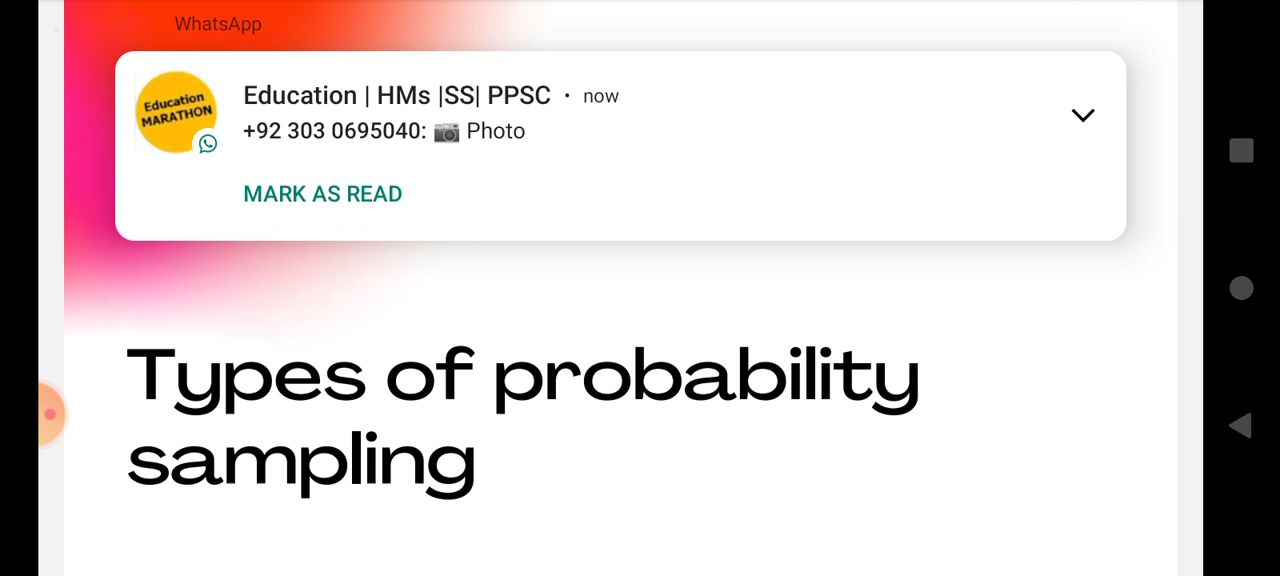 WhatsApp
Education
MARATHON
Education | HMs |SS| PPSC · now
+92 303 0695040: 📷 Photo
MARK AS READ
Types of probability
sampling